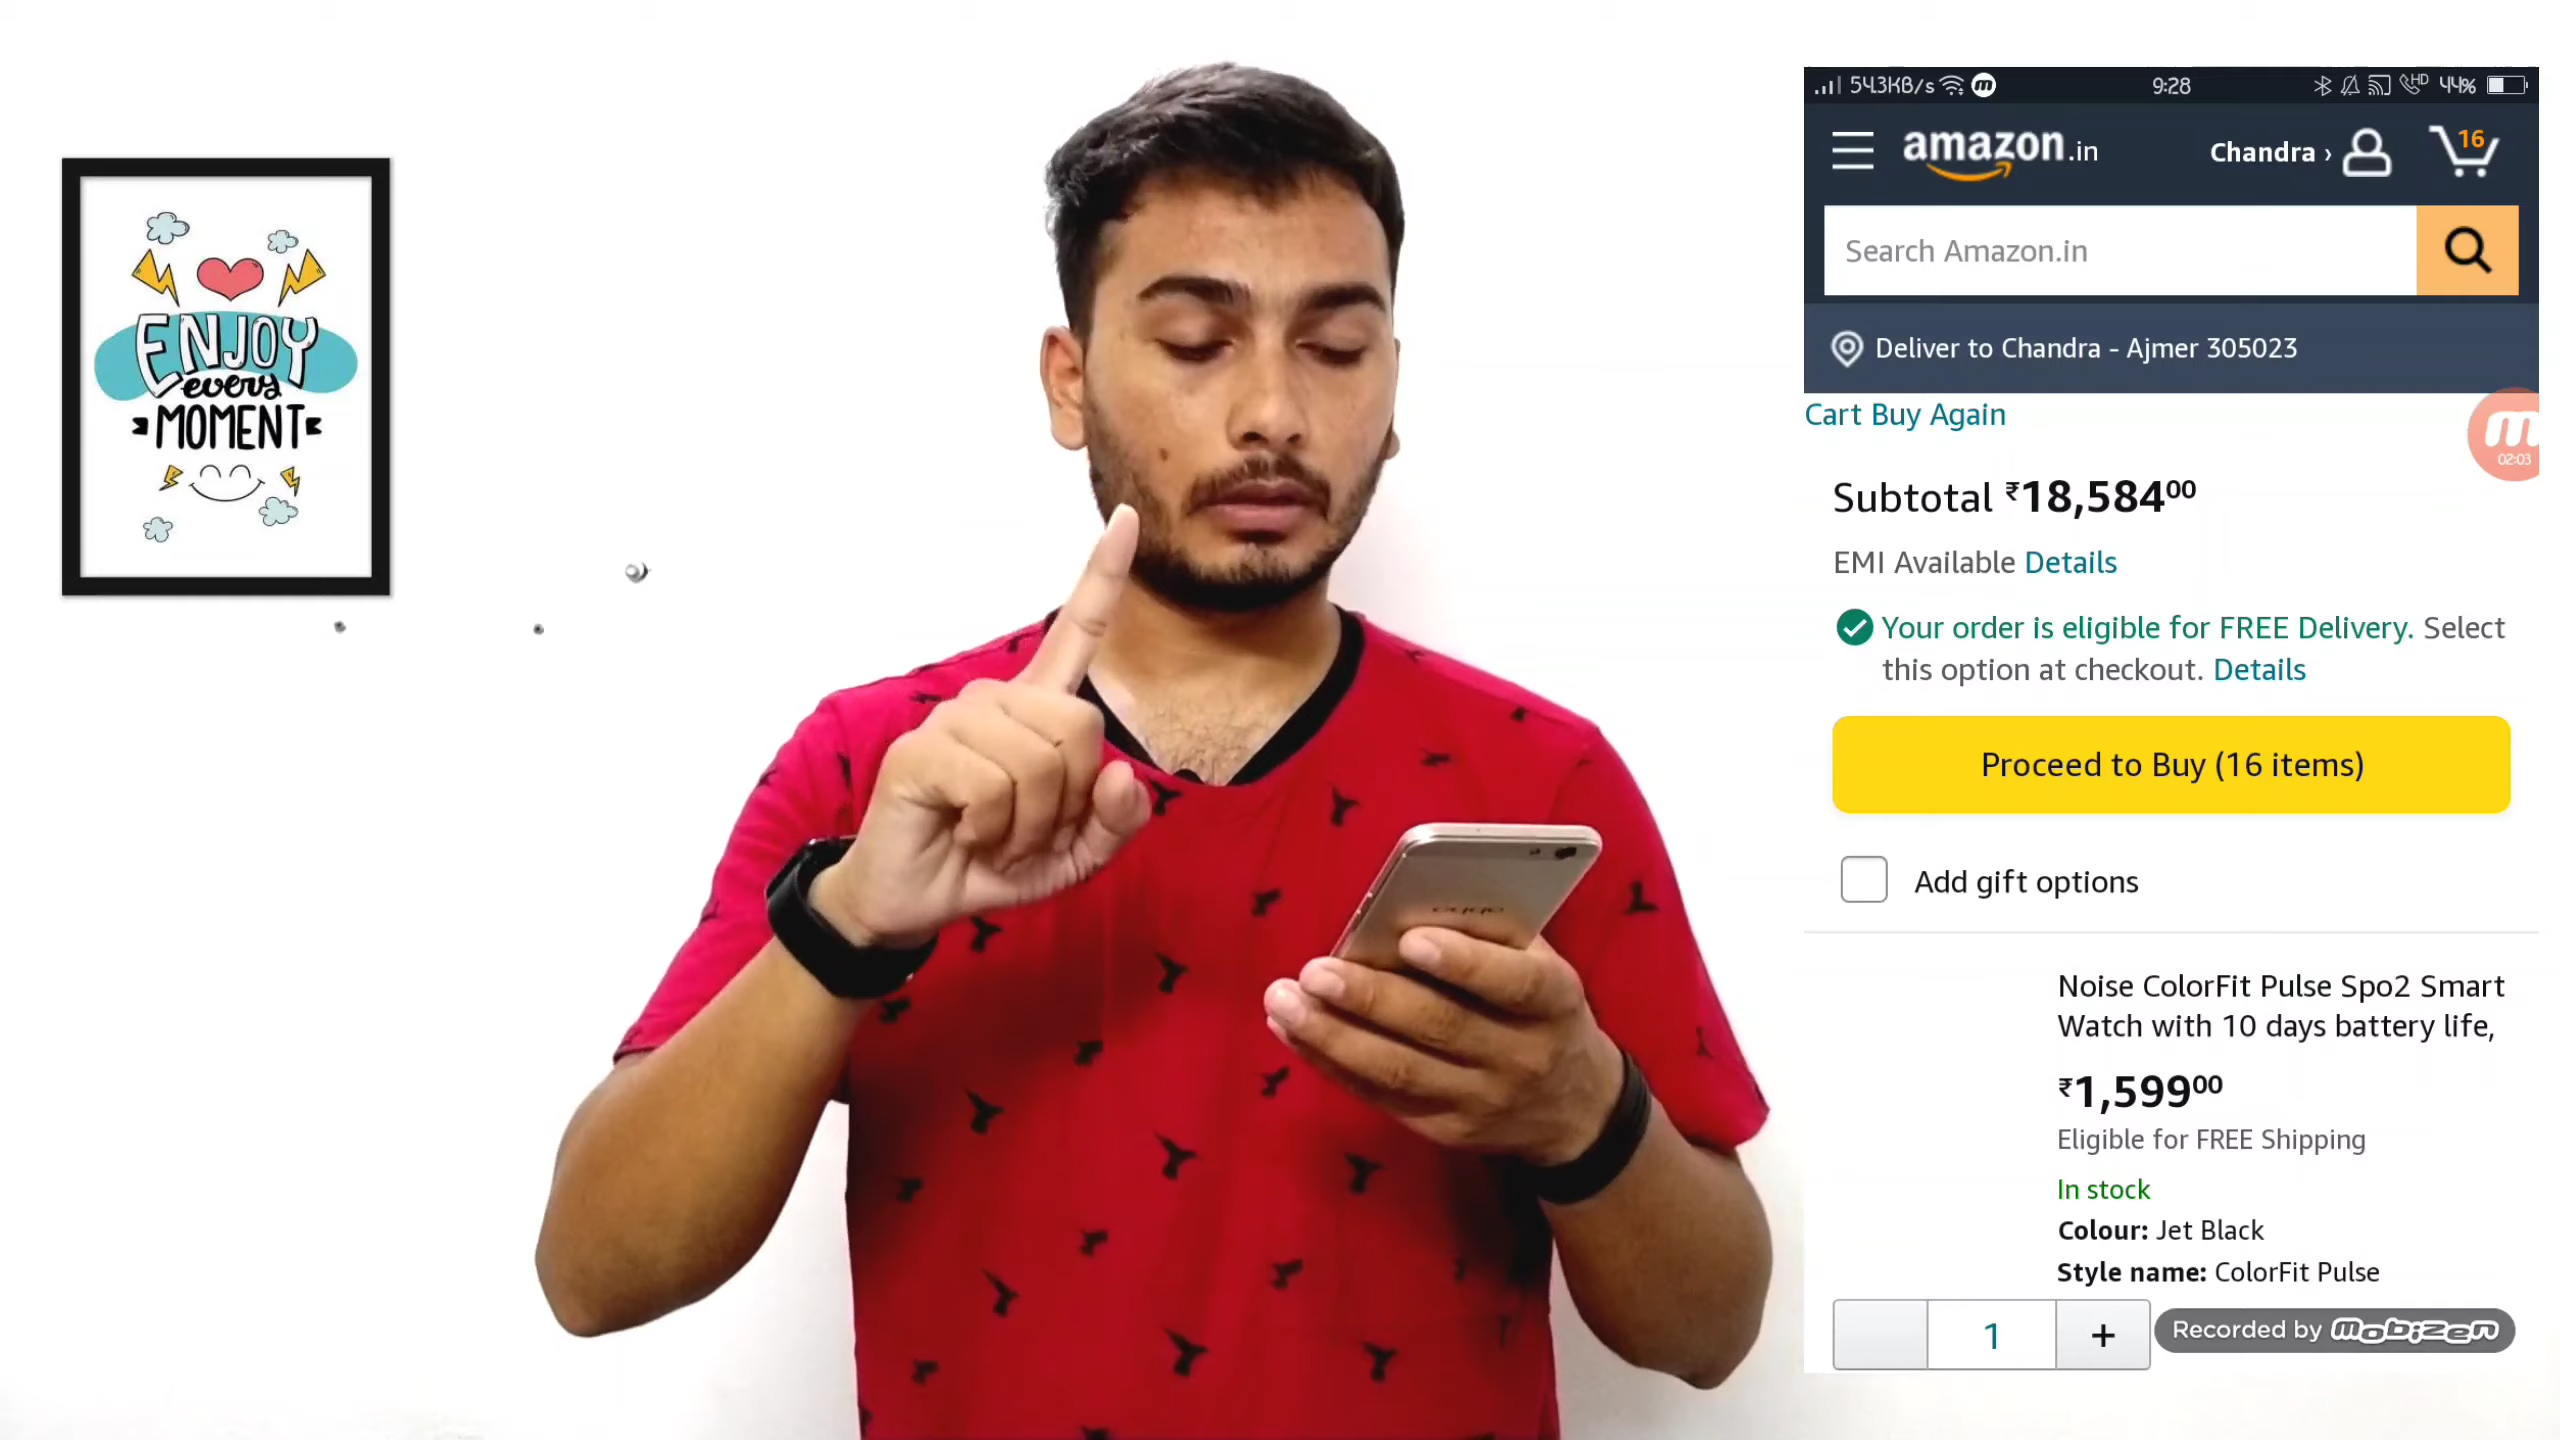 ENJOY
every
MOMENT
oppo
543KB/s
9:28
HD
44%
amazon.in
Chandra ›
16
Search Amazon.in
Deliver to Chandra - Ajmer 305023
Cart Buy Again
m
02:03
Subtotal ₹18,584⁰⁰
EMI Available Details
Your order is eligible for FREE Delivery. Select
this option at checkout. Details
Proceed to Buy (16 items)
Add gift options
Noise ColorFit Pulse Spo2 Smart
Watch with 10 days battery life,
₹1,599⁰⁰
Eligible for FREE Shipping
In stock
Colour: Jet Black
Style name: ColorFit Pulse
1 +
Recorded by Mobizen